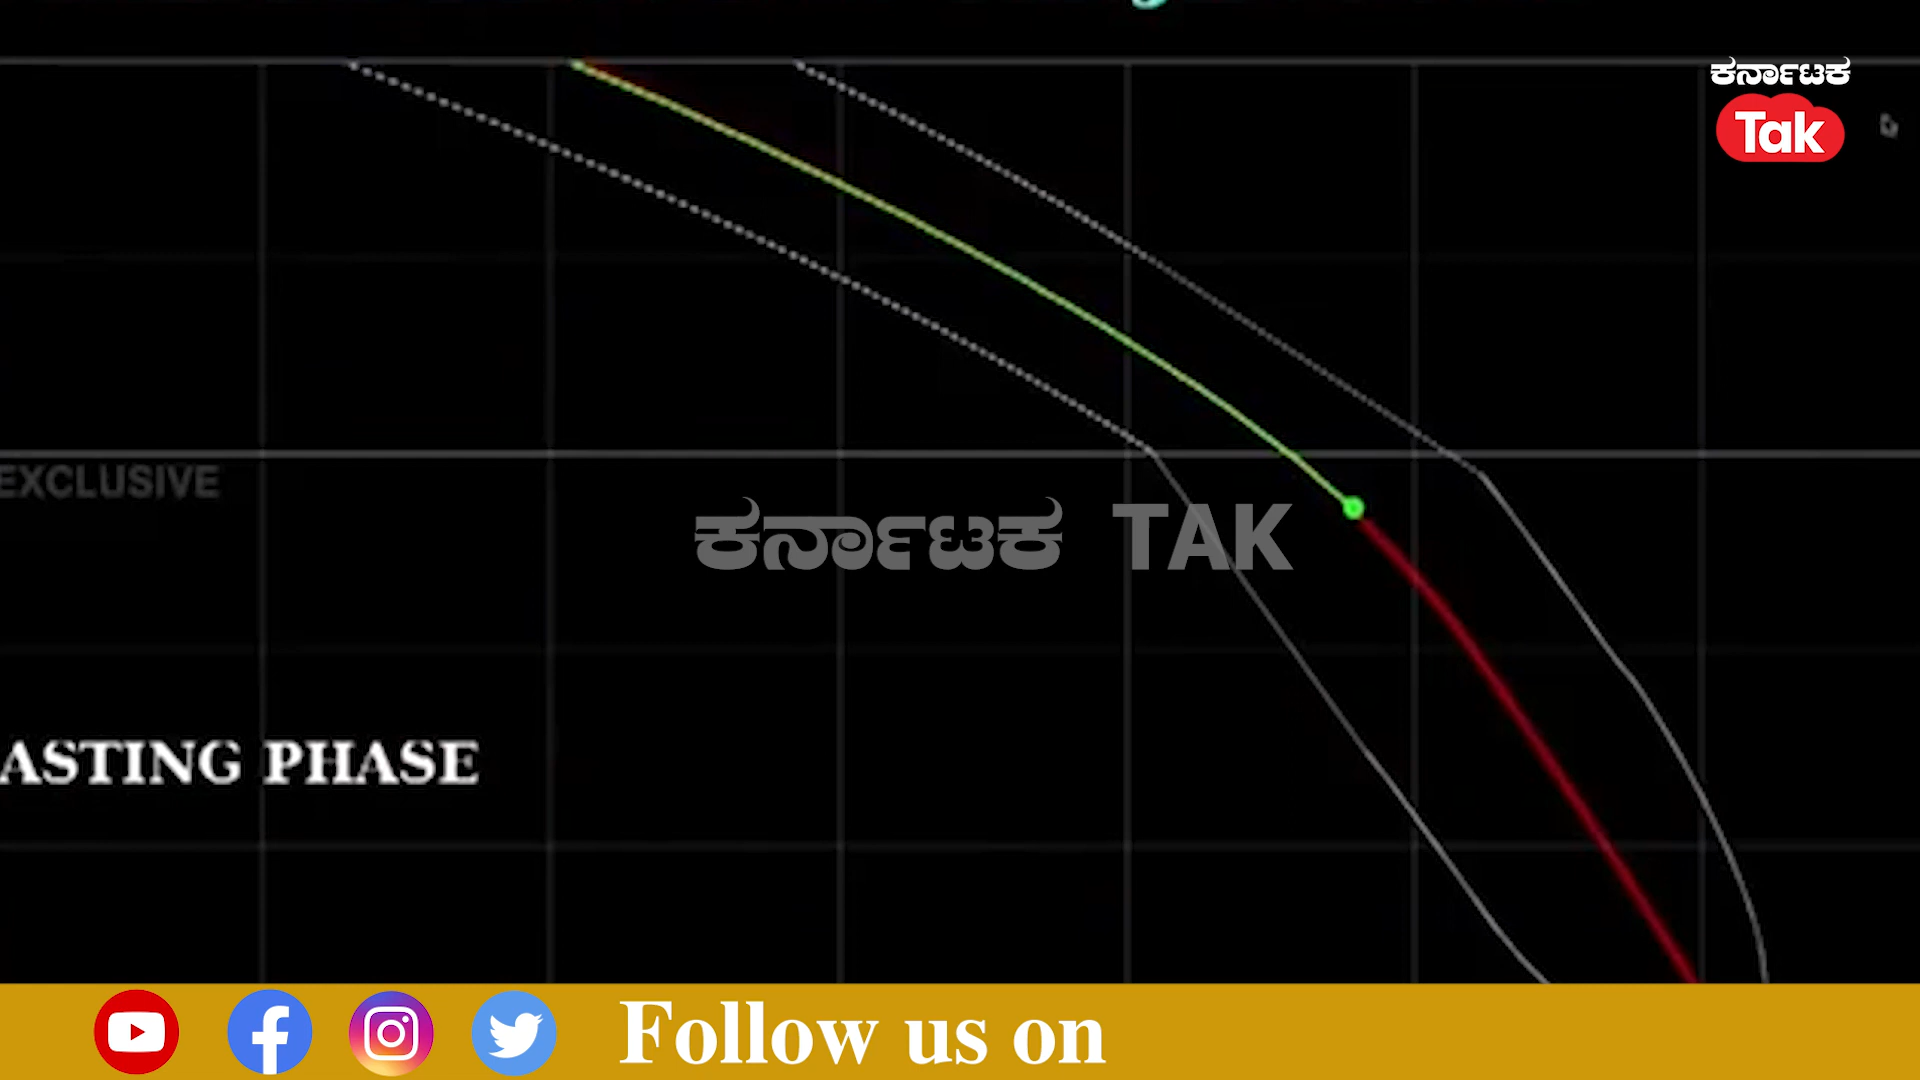 ಕರ್ನಾಟಕ
Tak
EXCLUSIVE
ಕರ್ನಾಟಕ TAK
ASTING PHASE
Follow us on